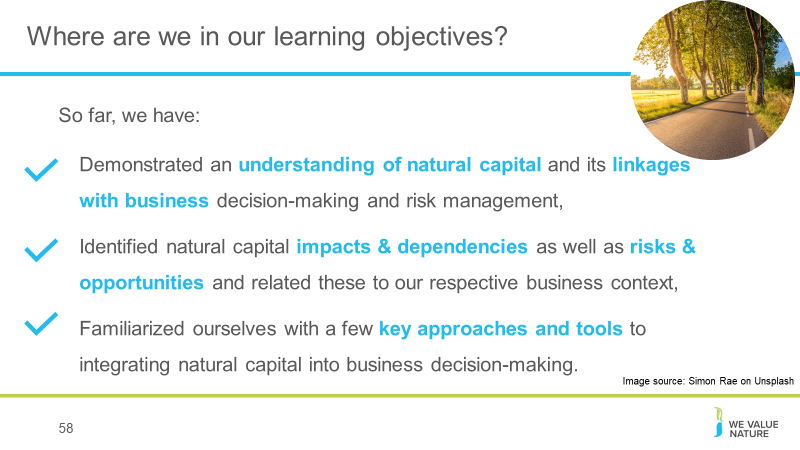 Where are we in our learning objectives?
So far, we have:
Demonstrated an understanding of natural capital and its linkages
with business decision-making and risk management,
Identified natural capital impacts & dependencies as well as risks &
opportunities and related these to our respective business context,
Familiarized ourselves with a few key approaches and tools to
integrating natural capital into business decision-making.
Image source: Simon Rae on Unsplash
58
WE VALUE
NATURE